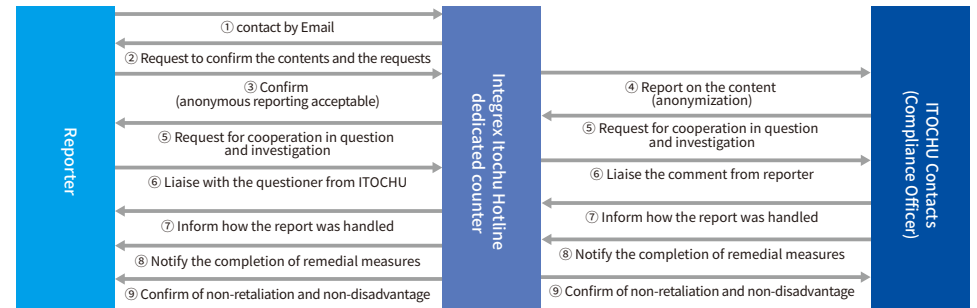 Reporter
① contact by Email
② Request to confirm the contents and the requests
③ Confirm
(anonymous reporting acceptable)
⑤ Request for cooperation in question
and investigation
⑥ Liaise with the questioner from ITOCHU
⑦ Inform how the report was handled
⑧ Notify the completion of remedial measures
⑨ Confirm of non-retaliation and non-disadvantage
Integrex Itochu Hotline
dedicated counter
④ Report on the content
(anonymization)
⑤ Request for cooperation in question
and investigation
⑥ Liaise the comment from reporter
⑦ Inform how the report was handled
⑧ Notify the completion of remedial measures
⑨ Confirm of non-retaliation and non-disadvantage
ITOCHU Contacts
(Compliance Officer)